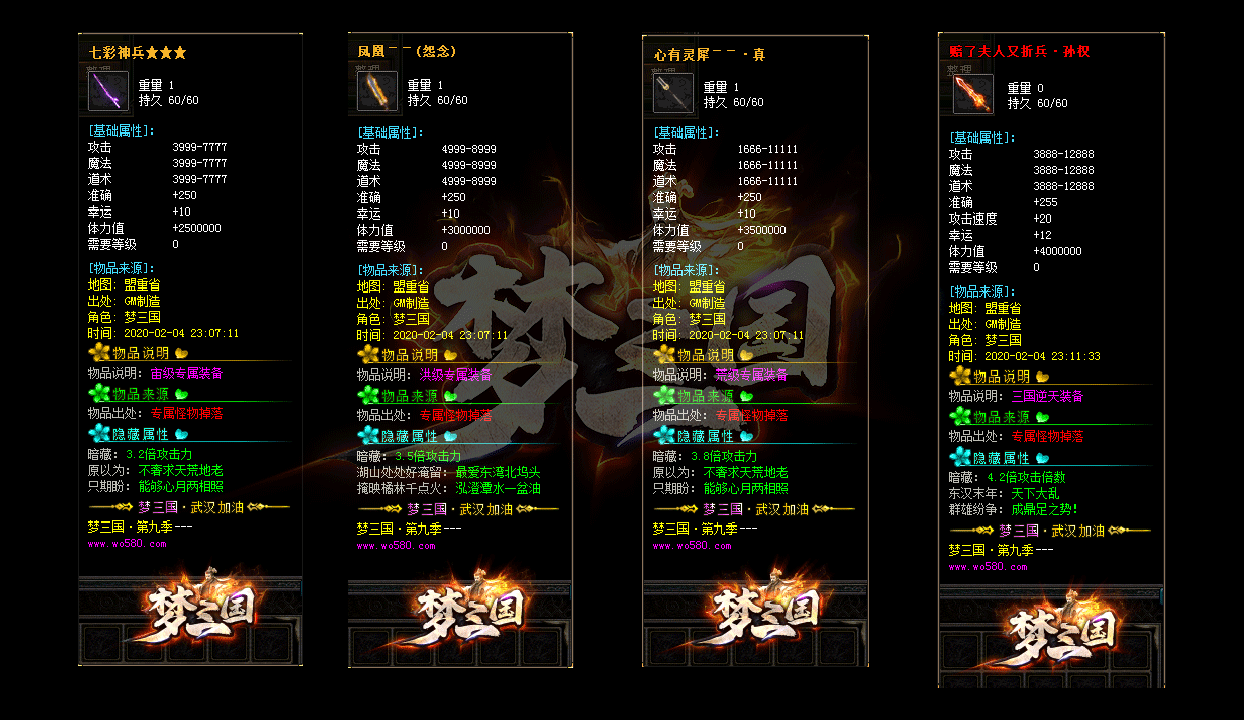 七彩神兵★★★
整理
重量 1
持久 60/60
[基础属性]:
攻击 3999-7777
魔法 3999-7777
道术 3999-7777
准确 +250
幸运 +10
体力值 +2500000
需要等级 0
[物品来源]:
地图: 盟重省
出处: GM制造
角色: 梦三国
时间: 2020-02-04 23:07:11
物品说明
物品说明: 宙级专属装备
物品来源
物品出处: 专属怪物掉落
隐藏属性
暗藏: 3.2倍攻击力
原以为: 不奢求天荒地老
只期盼: 能够心月两相照
梦三国·武汉加油
梦三国·第九季---
www.wo580.com
梦三国
凤凰——(怨念)
重量 1
持久 60/60
[基础属性]:
攻击 4999-8999
魔法 4999-8999
道术 4999-8999
准确 +250
幸运 +10
体力值 +3000000
需要等级 0
[物品来源]:
地图: 盟重省
出处: GM制造
角色: 梦三国
时间: 2020-02-04 23:07:11
物品说明
物品说明: 洪级专属装备
物品来源
物品出处: 专属怪物掉落
隐藏属性
暗藏: 3.5倍攻击力
湖山处处好淹留: 最爱东湾北坞头
掩映橘林千点火: 泓澄潭水一盆油
梦三国·武汉加油
梦三国·第九季---
www.wo580.com
梦三国
心有灵犀——·真
重量 1
持久 60/60
[基础属性]:
攻击 1666-11111
魔法 1666-11111
道术 1666-11111
准确 +250
幸运 +10
体力值 +3500000
需要等级 0
[物品来源]:
地图: 盟重省
出处: GM制造
角色: 梦三国
时间: 2020-02-04 23:07:11
物品说明
物品说明: 荒级专属装备
物品来源
物品出处: 专属怪物掉落
隐藏属性
暗藏: 3.8倍攻击力
原以为: 不奢求天荒地老
只期盼: 能够心月两相照
梦三国·武汉加油
梦三国·第九季---
www.wo580.com
梦三国
赔了夫人又折兵·孙权
整理
重量 0
持久 60/60
[基础属性]:
攻击 3888-12888
魔法 3888-12888
道术 3888-12888
准确 +255
攻击速度 +20
幸运 +12
体力值 +4000000
需要等级 0
[物品来源]:
地图: 盟重省
出处: GM制造
角色: 梦三国
时间: 2020-02-04 23:11:33
物品说明
物品说明: 三国逆天装备
物品来源
物品出处: 专属怪物掉落
隐藏属性
暗藏: 4.2倍攻击倍数
东汉末年: 天下大乱
群雄纷争: 成鼎足之势!
梦三国·武汉加油
梦三国·第九季---
www.wo580.com
梦三国
梦三国